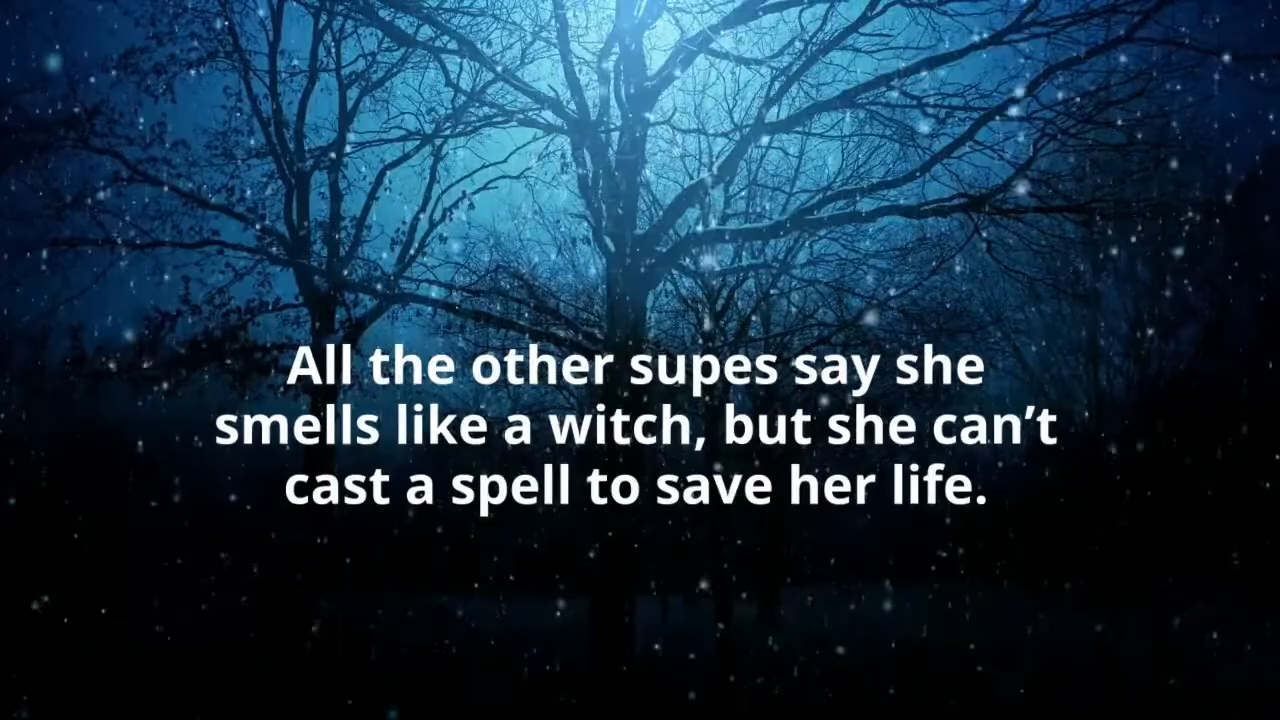 All the other supes say she
smells like a witch, but she can’t
cast a spell to save her life.